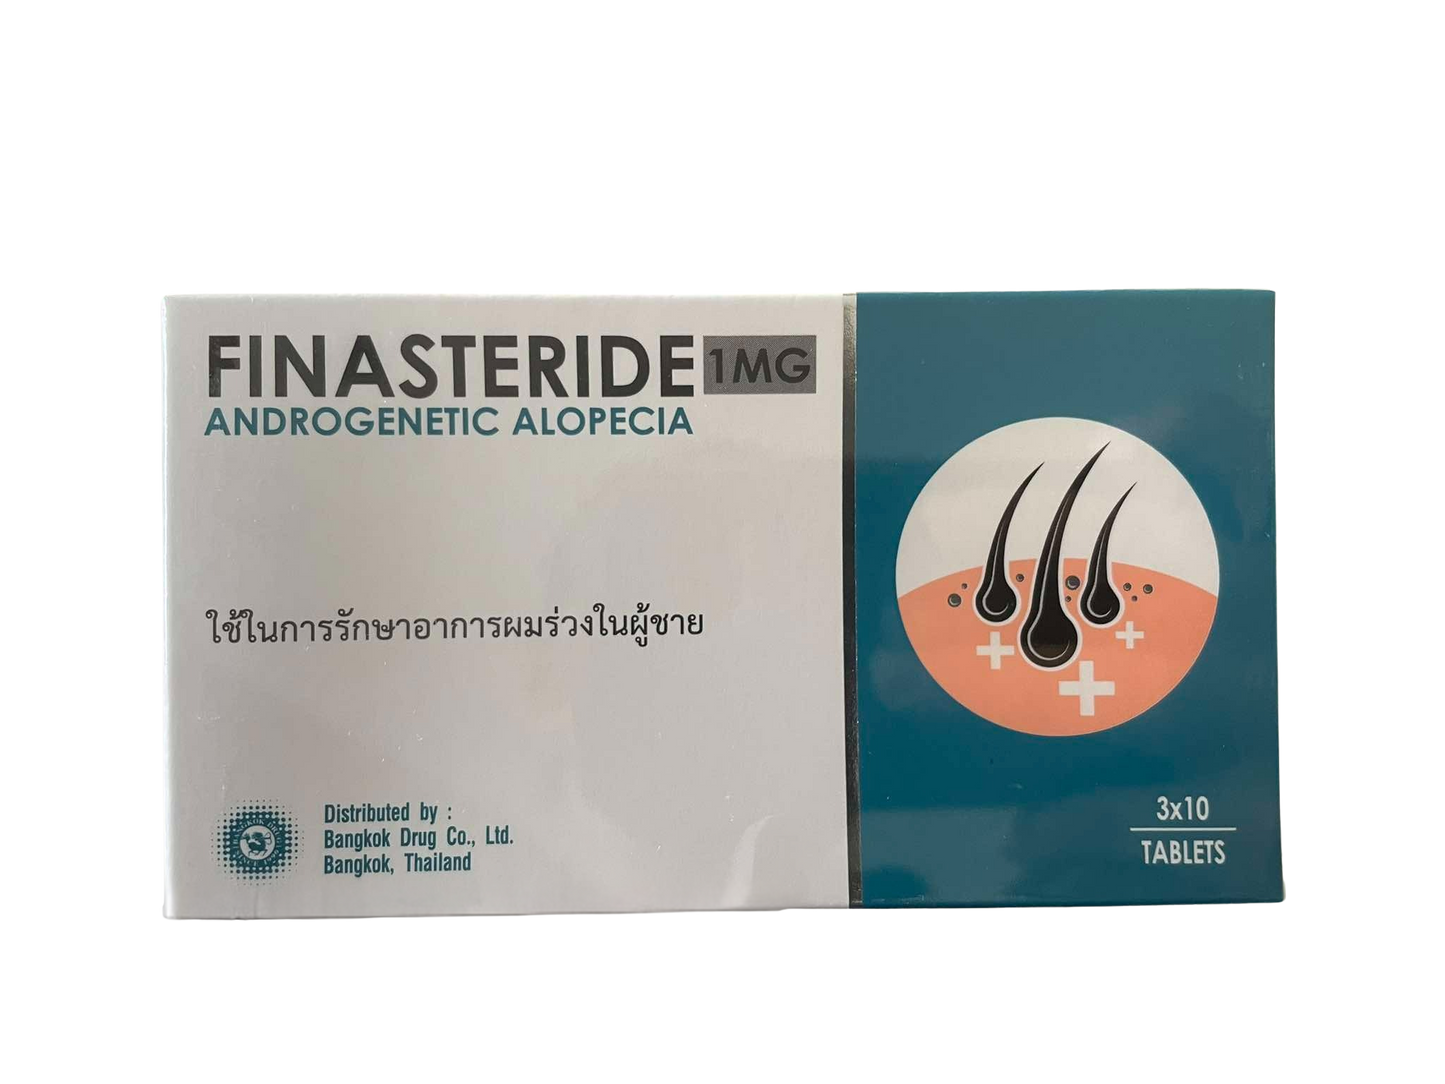 FINASTERIDE 1MG
ANDROGENETIC ALOPECIA
ใช้ในการรักษาอาการผมร่วงในผู้ชาย
Distributed by :
Bangkok Drug Co., Ltd.
Bangkok, Thailand
3x10
TABLETS